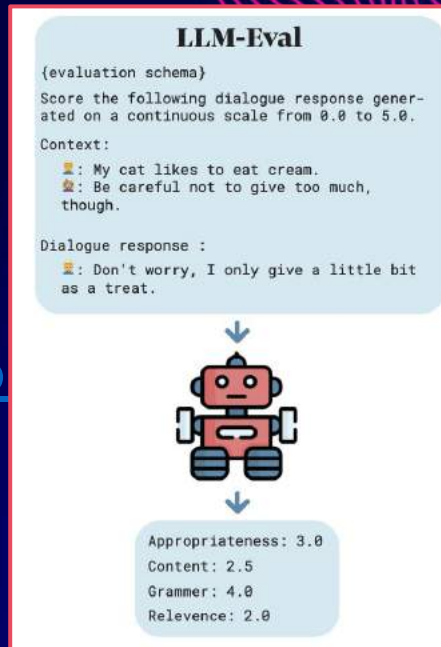 LLM-Eval
{evaluation schema}
Score the following dialogue response gener-
ated on a continuous scale from 0.0 to 5.0.
Context:
: My cat likes to eat cream.
: Be careful not to give too much,
though.
Dialogue response :
: Don't worry, I only give a little bit
as a treat.
Appropriateness: 3.0
Content: 2.5
Grammer: 4.0
Relevence: 2.0